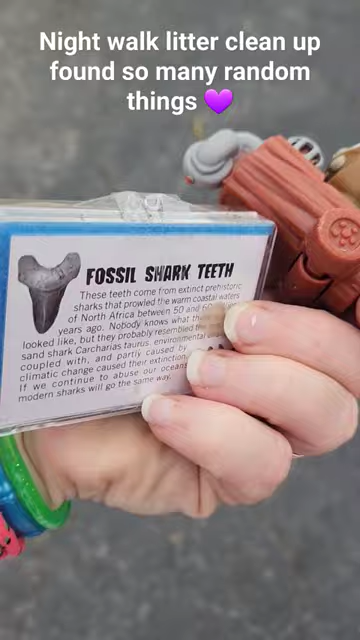 Night walk litter clean up
found so many random
things 💜
FOSSIL SHARK TEETH
These teeth come from extinct prehistoric
sharks that prowled the warm coastal waters
of North Africa between 50 and 60
years ago. Nobody knows what the
looked like, but they probably resembled
sand shark Carcharias taurus. environmental
coupled with, and partly caused by
climatic change caused their extinction
If we continue to abuse our oceans
modern sharks will go the same way.